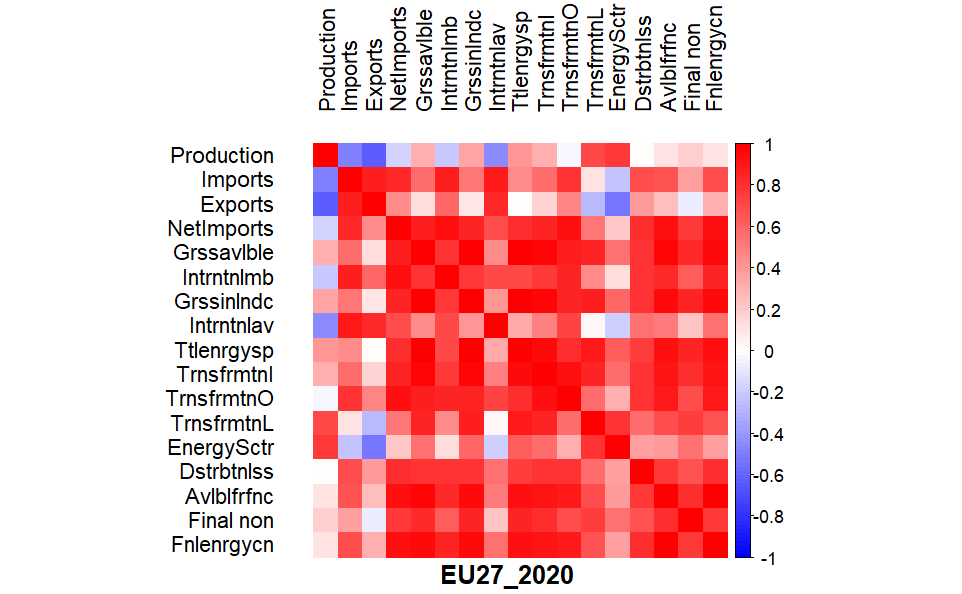 Production
Imports
Exports
NetImports
Grssavlble
Intrntnlmb
Grssinlndc
Intrntnlav
Ttlenrgysp
TrnsfrmtnI
TrnsfrmtnO
TrnsfrmtnL
EnergySctr
Dstrbtnlss
Avlblfrfnc
Final non
Fnlenrgycn
Production
Imports
Exports
NetImports
Grssavlble
Intrntnlmb
Grssinlndc
Intrntnlav
Ttlenrgysp
TrnsfrmtnI
TrnsfrmtnO
TrnsfrmtnL
EnergySctr
Dstrbtnlss
Avlblfrfnc
Final non
Fnlenrgycn
1
0.8
0.6
0.4
0.2
0
-0.2
-0.4
-0.6
-0.8
-1
EU27_2020